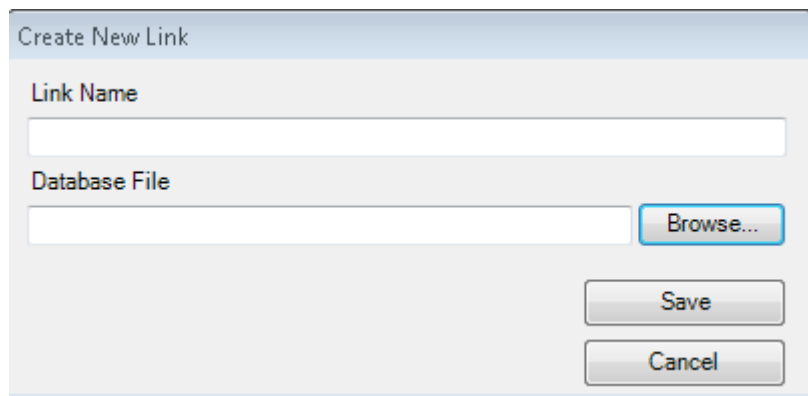 Create New Link
Link Name
Database File
Browse...
Save
Cancel